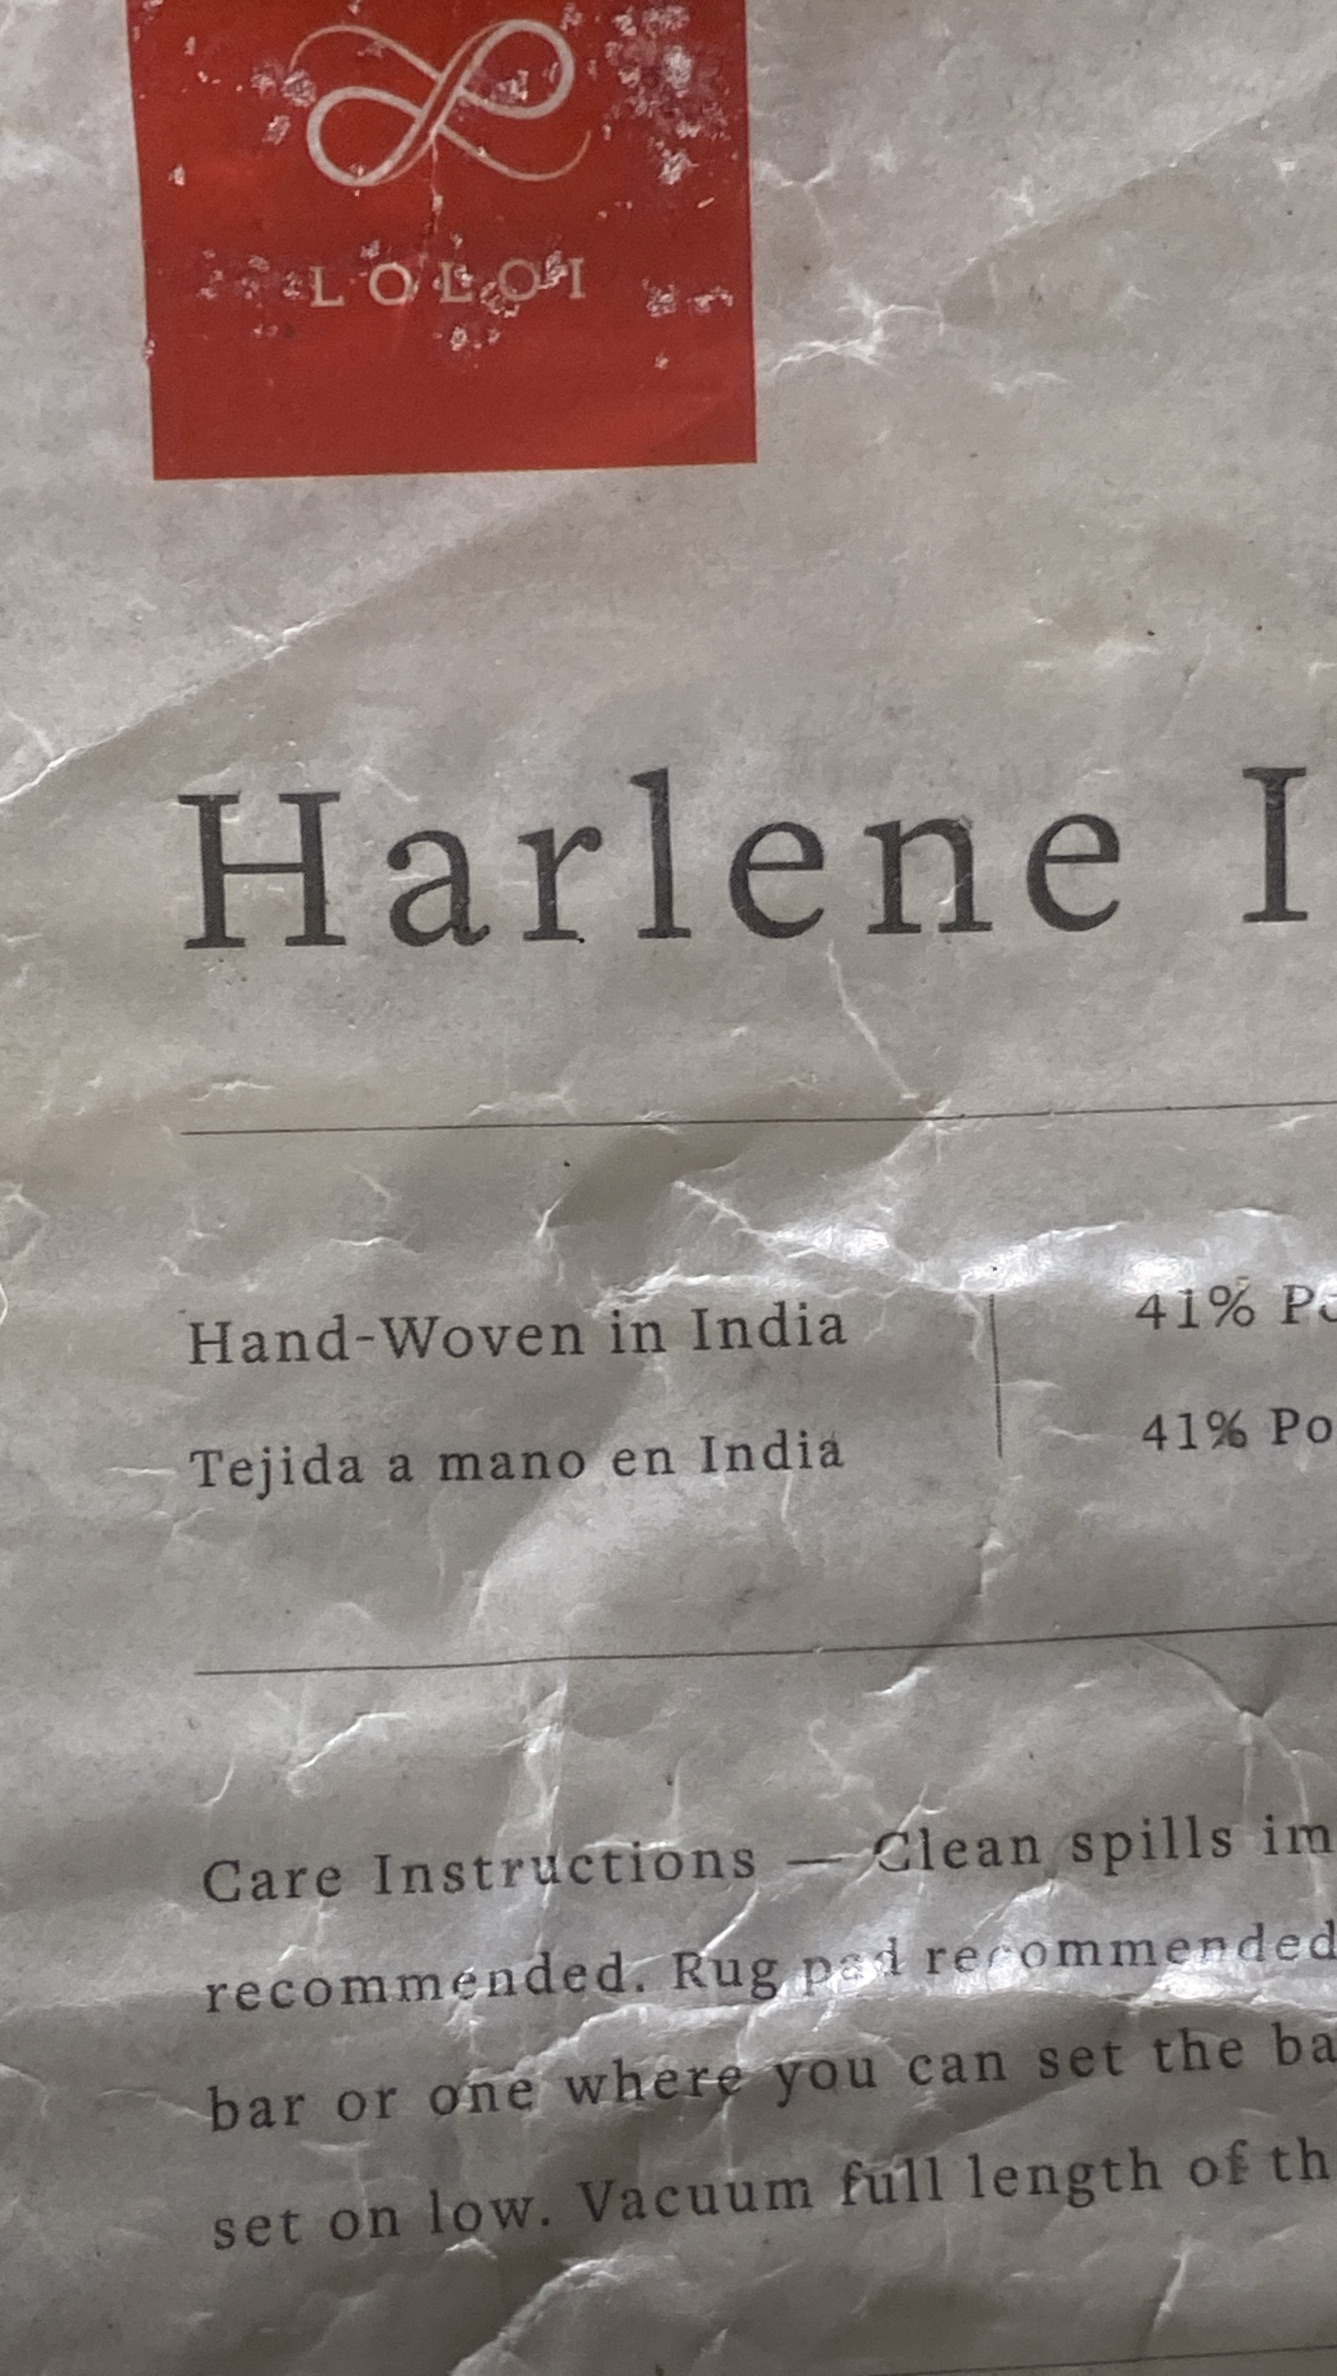 LOLOI
Harlene I
Hand-Woven in India
41% Po
Tejida a mano en India
41% Po
Care Instructions — Clean spills im
recommended. Rug pad recommended
bar or one where you can set the ba
set on low. Vacuum full length of th